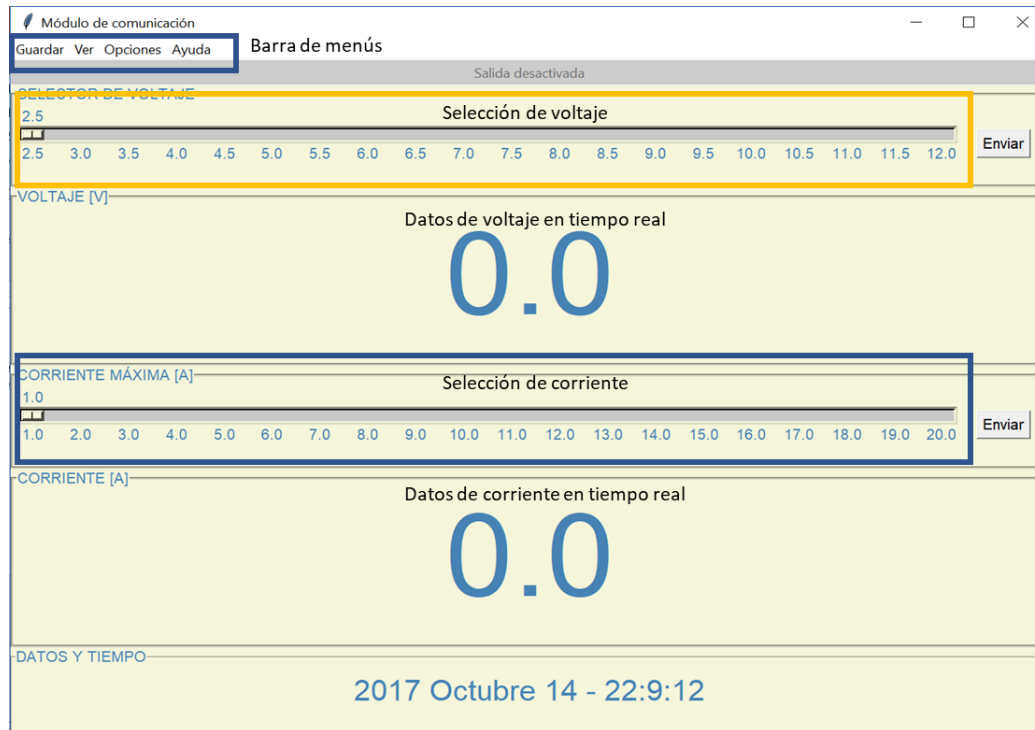 Módulo de comunicación
Guardar Ver Opciones Ayuda
Barra de menús
Salida desactivada
SELECTOR DE VOLTAJE
2.5
Selección de voltaje
2.5 3.0 3.5 4.0 4.5 5.0 5.5 6.0 6.5 7.0 7.5 8.0 8.5 9.0 9.5 10.0 10.5 11.0 11.5 12.0
Enviar
VOLTAJE [V]
Datos de voltaje en tiempo real
0.0
CORRIENTE MÁXIMA [A]
Selección de corriente
1.0
1.0 2.0 3.0 4.0 5.0 6.0 7.0 8.0 9.0 10.0 11.0 12.0 13.0 14.0 15.0 16.0 17.0 18.0 19.0 20.0
Enviar
CORRIENTE [A]
Datos de corriente en tiempo real
0.0
DATOS Y TIEMPO
2017 Octubre 14 - 22:9:12